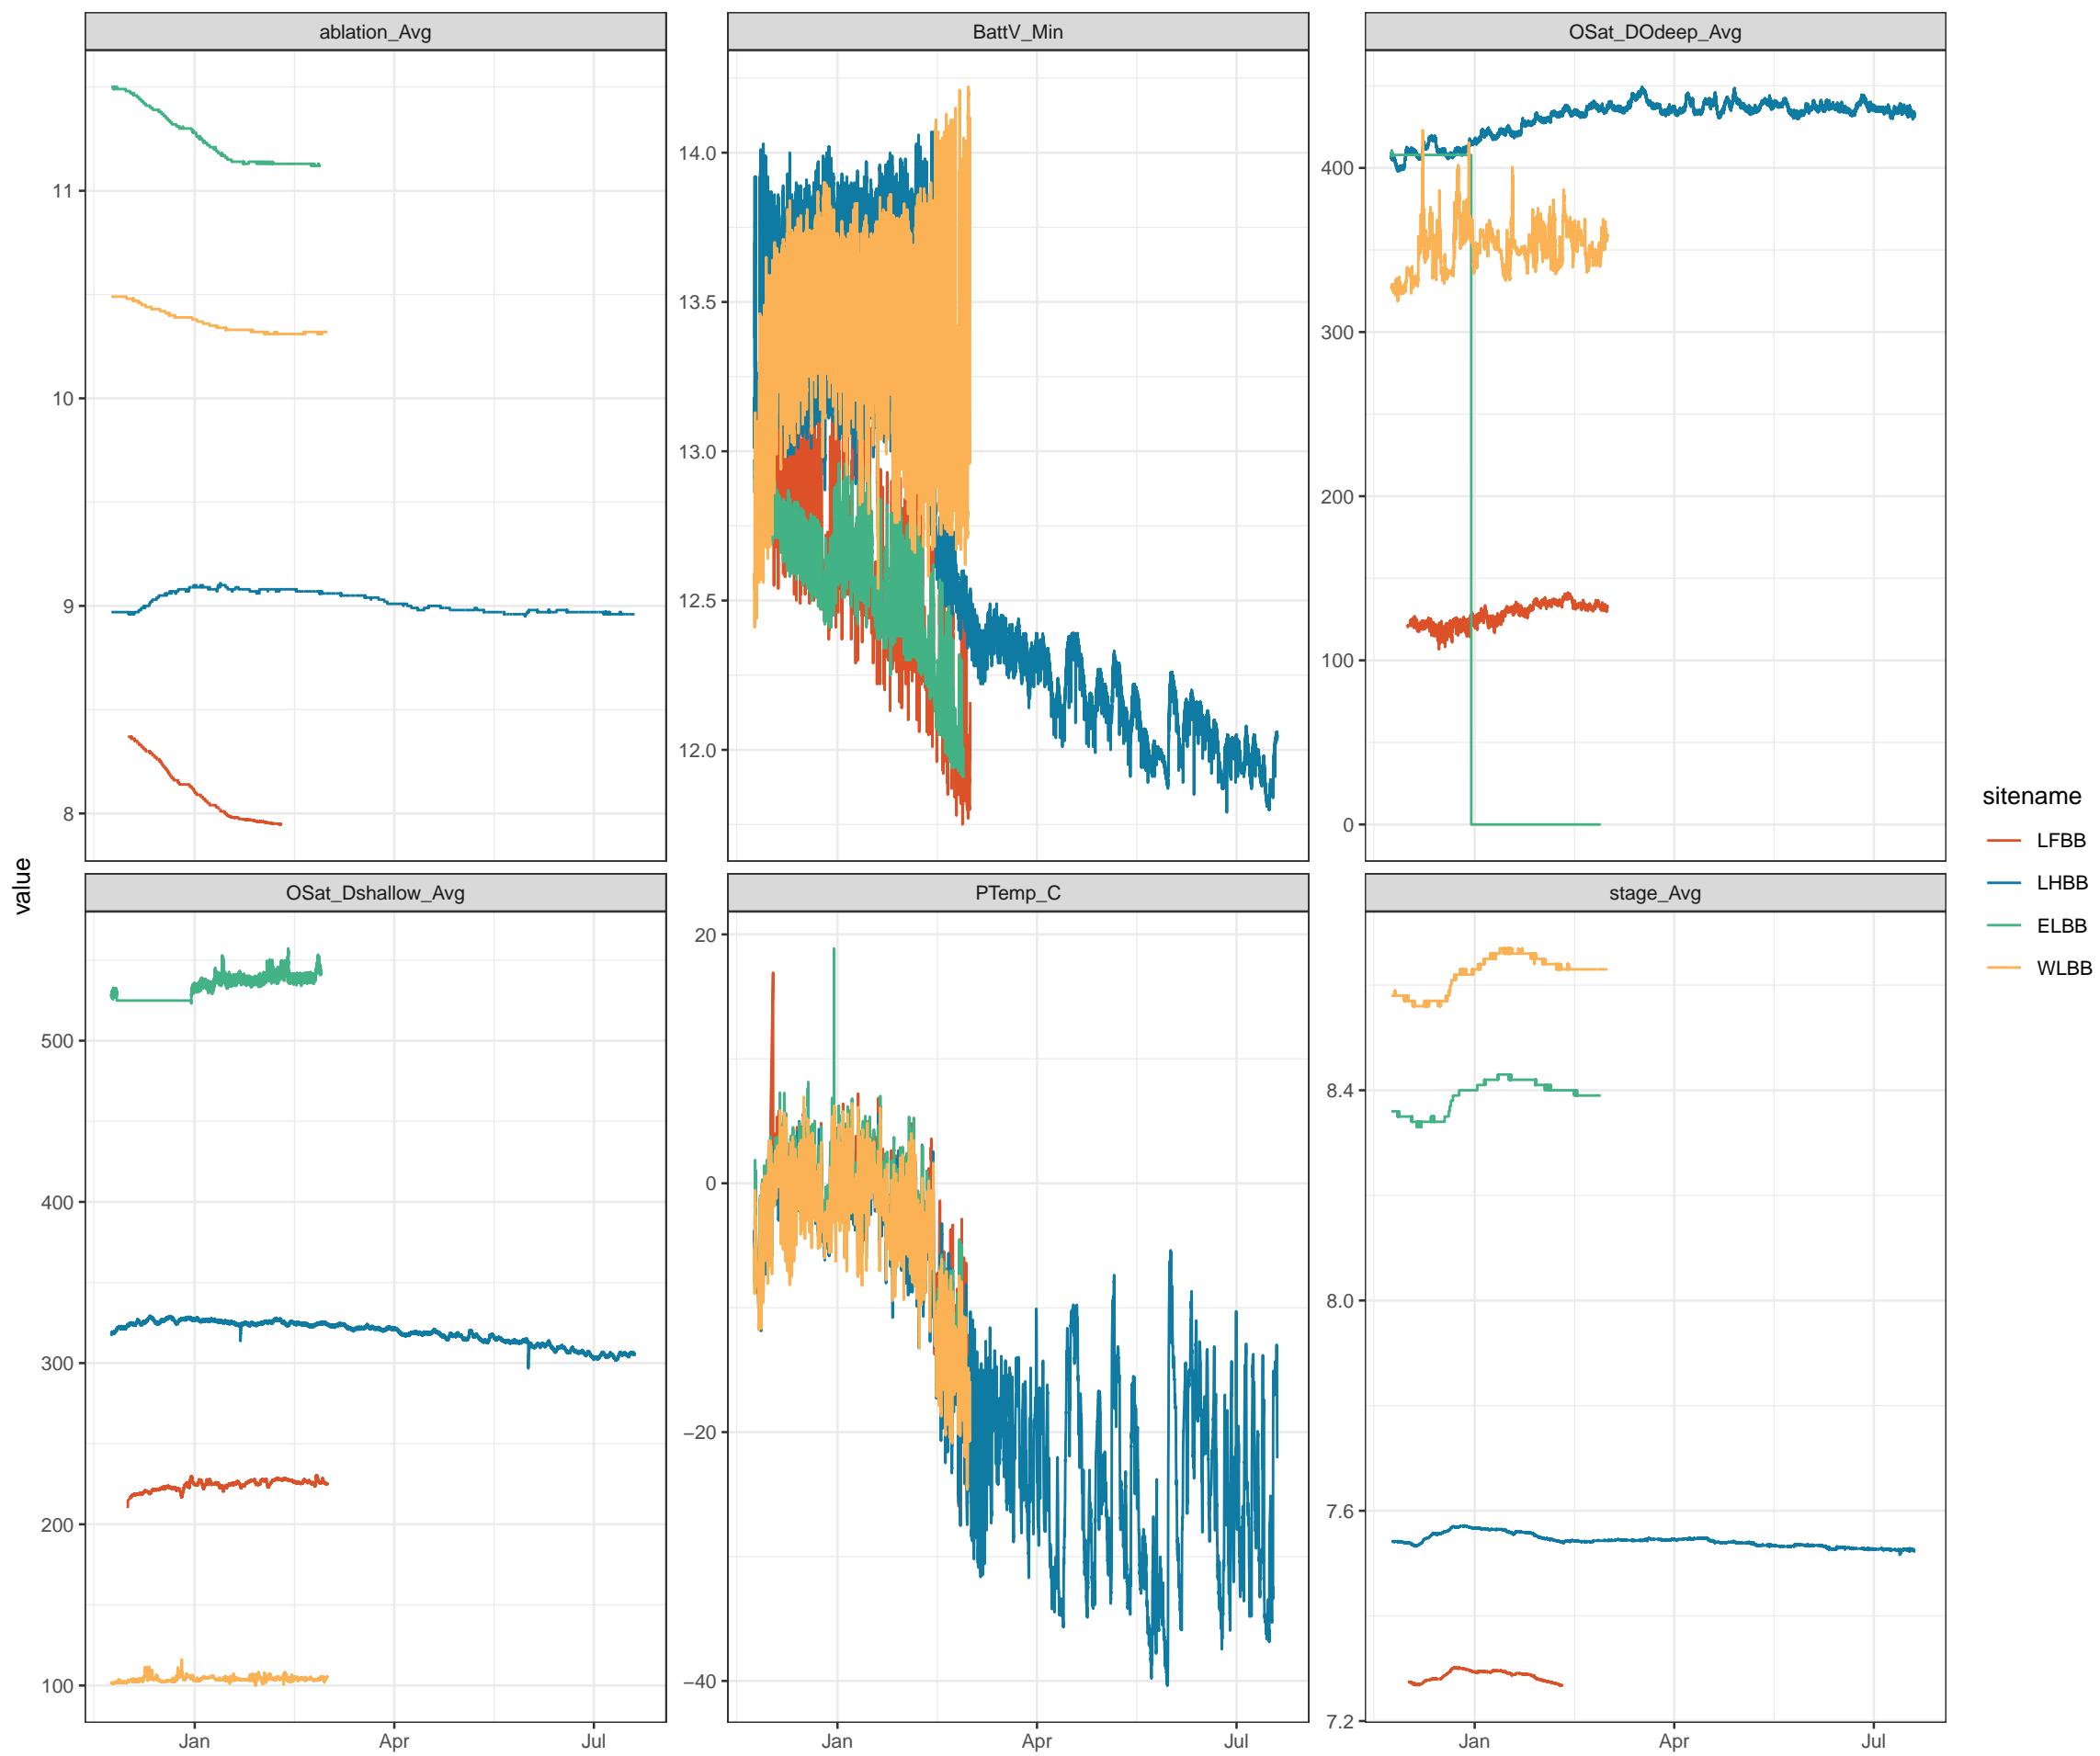 ablation_Avg
BattV_Min
OSat_DOdeep_Avg
11
10
9
8
14.0
13.5
13.0
12.5
12.0
400
300
200
100
0
value
OSat_Dshallow_Avg
PTemp_C
stage_Avg
500
400
300
200
100
20
0
−20
−40
8.4
8.0
7.6
7.2
Jan Apr Jul
Jan Apr Jul
Jan Apr Jul
sitename
LFBB
LHBB
ELBB
WLBB